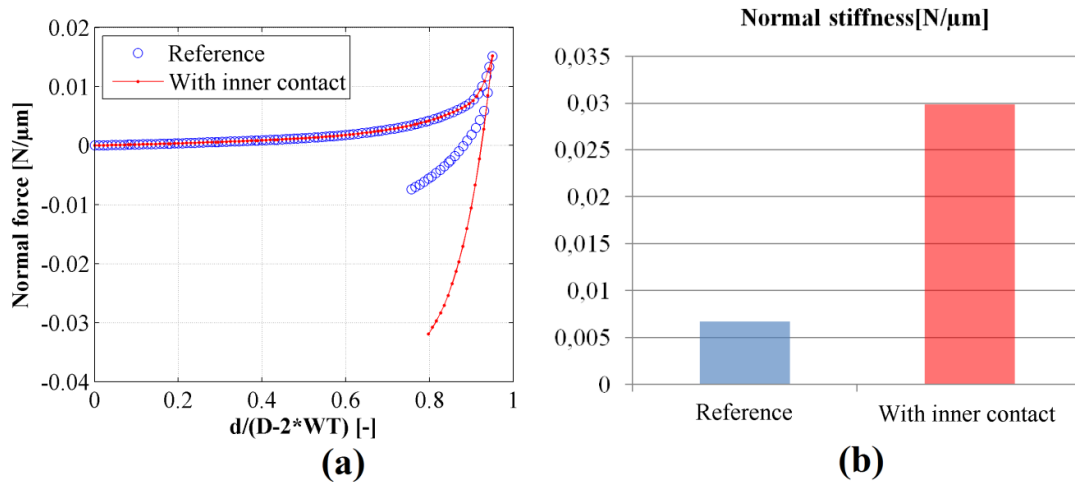 Normal stiffness[N/µm]
0.02
0.01
0
-0.01
-0.02
-0.03
-0.04
Normal force [N/µm]
Reference
With inner contact
0 0.2 0.4 0.6 0.8 1
d/(D-2*WT) [-]
(a)
0,035
0,03
0,025
0,02
0,015
0,01
0,005
0
Reference With inner contact
(b)